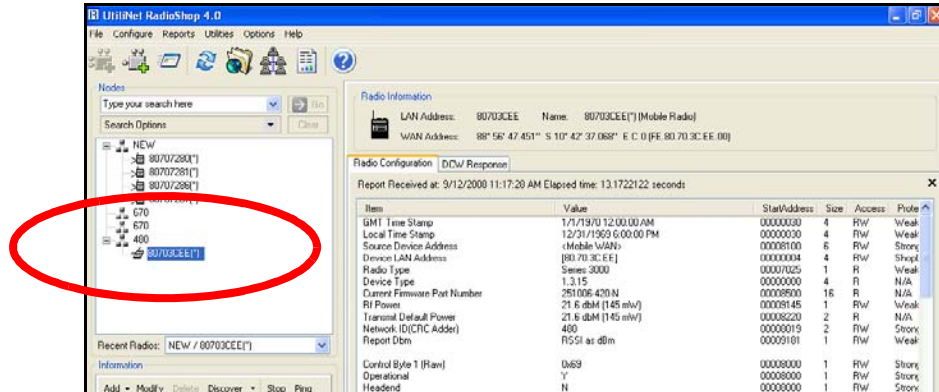 UtiliNet RadioShop 4.0
File Configure Reports Utilities Options Help
Nodes
Type your search here
Go
Search Options
Clear
NEW
80707280(*)
80707281(*)
80707286(*)
670
670
480
80703CEE(*)
Recent Radios: NEW / 80703CEE(*)
Information
Add Modify Delete Discover Stop Ping
Radio Information
LAN Address: 80703CEE Name: 80703CEE(*) (Mobile Radio)
WAN Address: 88° 56' 47.451" S 10° 42' 37.068" E C:0 (FE.80.70.3C.EE.00)
Radio Configuration DCW Response
Report Received at: 9/12/2008 11:17:28 AM Elapsed time: 13.1722122 seconds
Item Value StartAddress Size Access Prote
GMT Time Stamp 1/1/1970 12:00:00 AM 00000030 4 RW Weak
Local Time Stamp 12/31/1969 6:00:00 PM 00000030 4 RW Weak
Source Device Address <Mobile WAN> 00008100 6 RW Strong
Device LAN Address [80.70.3C.EE] 00000004 4 RW Shopl
Radio Type Series 3000 00007025 1 R Weak
Device Type 1.3.15 00000000 4 R N/A
Current Firmware Part Number 251006-420-N 00008500 16 R N/A
Rf Power 21.6 dbM (145 mW) 00009145 1 RW Weak
Transmit Default Power 21.6 dbM (145 mW) 00008220 2 R N/A
Network ID(CRC Adder) 480 00000019 2 RW Strong
Report Dbm RSSI as dBm 00009101 1 RW Weak
Control Byte 1 (Raw) 0x69 00008000 1 RW Strong
Operational Y 00008000 1 RW Strong
Headend N 00008000 1 RW Strong